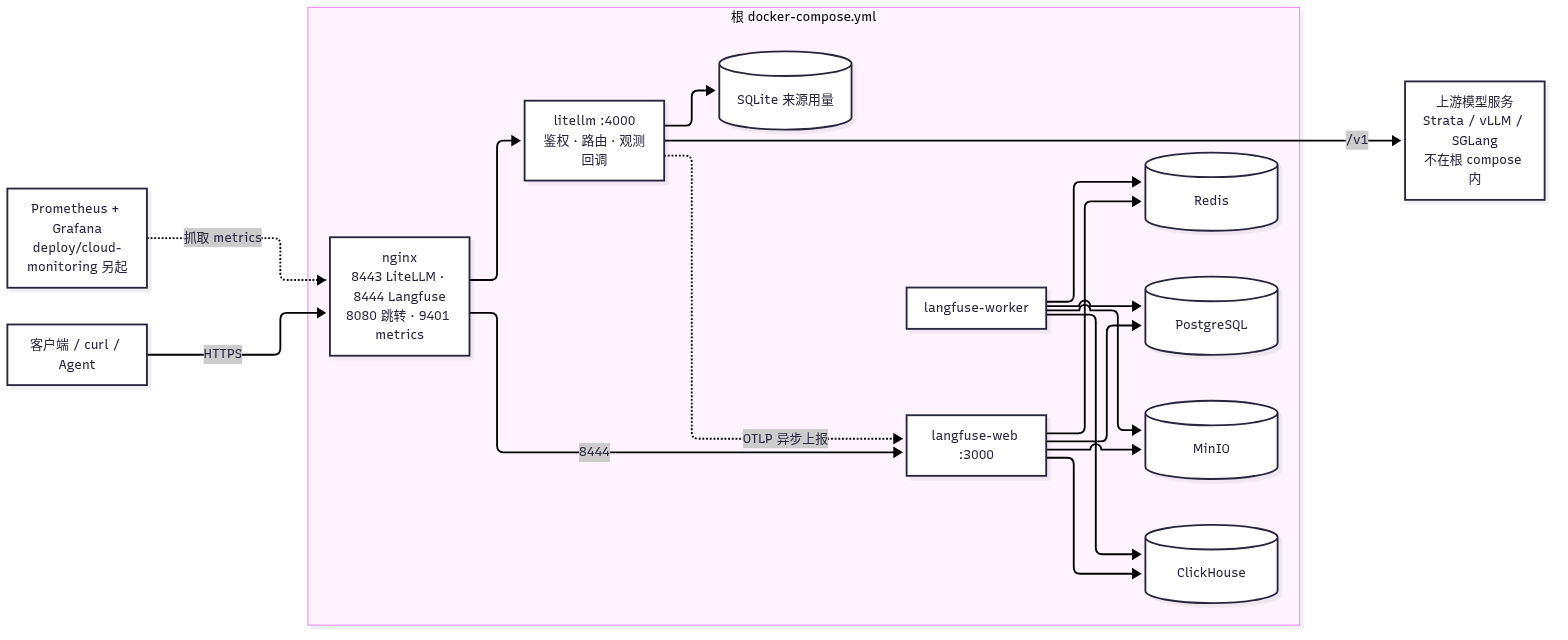 根 docker-compose.yml
SQLite 来源用量
litellm :4000
鉴权 · 路由 · 观测
回调
上游模型服务
Strata / vLLM /
SGLang
不在根 compose
内
/v1
Redis
Prometheus +
Grafana
deploy/cloud-
monitoring 另起
抓取 metrics
nginx
8443 LiteLLM ·
8444 Langfuse
8080 跳转 · 9401
metrics
langfuse-worker
PostgreSQL
客户端 / curl /
Agent
HTTPS
OTLP 异步上报
8444
langfuse-web
:3000
MinIO
ClickHouse